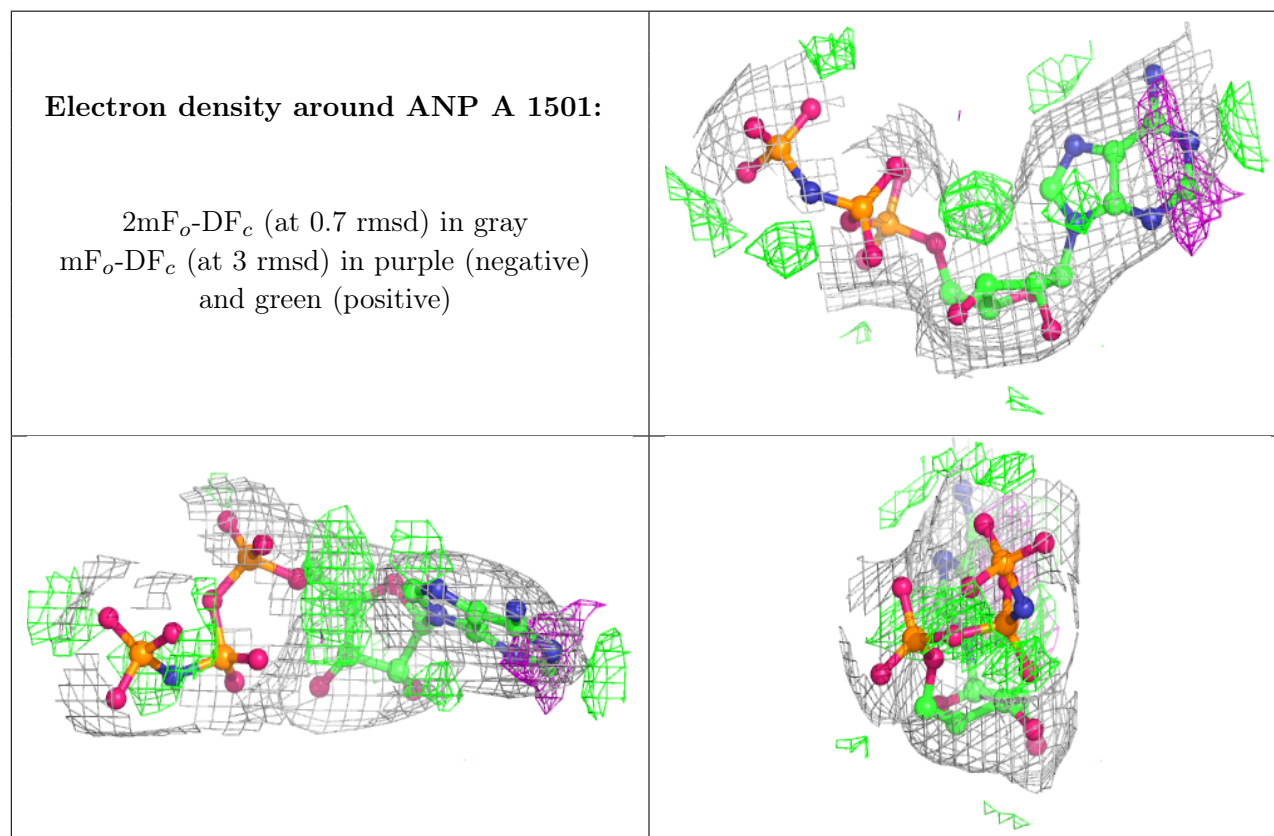 Electron density around ANP A 1501:
2mFo-DFc (at 0.7 rmsd) in gray
mFo-DFc (at 3 rmsd) in purple (negative)
and green (positive)